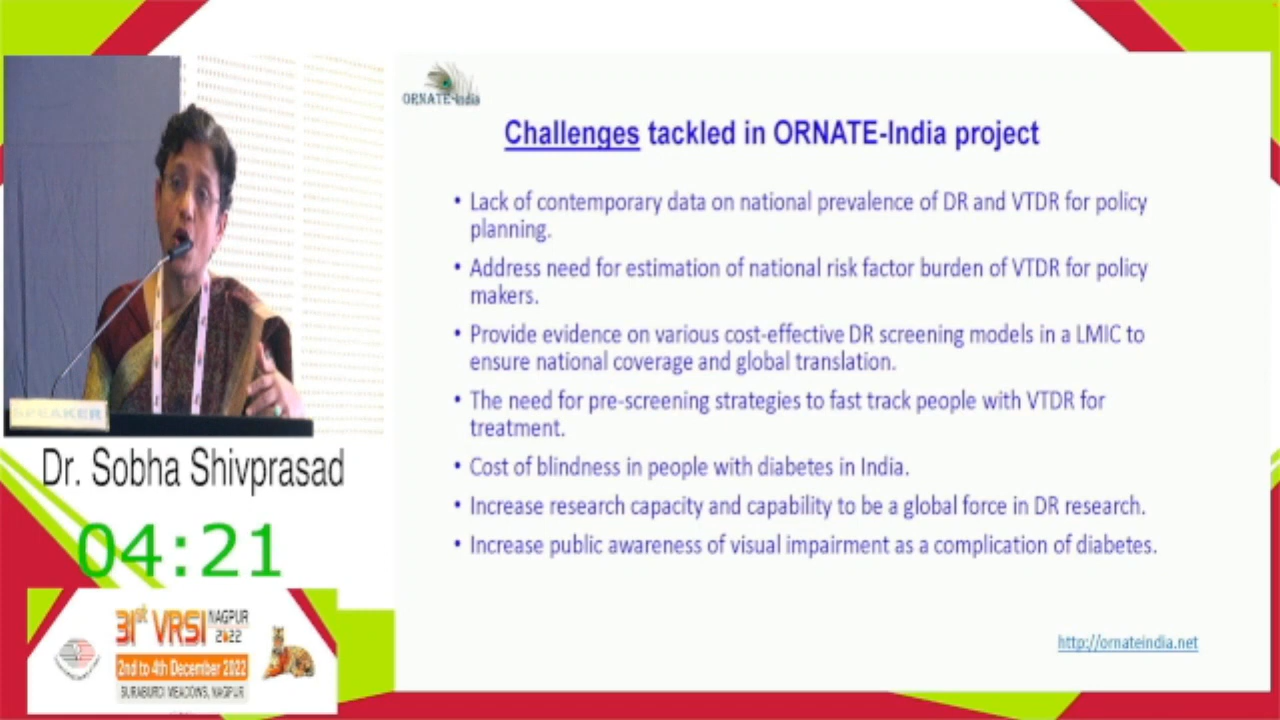 ORNATE-India
Challenges tackled in ORNATE-India project
• Lack of contemporary data on national prevalence of DR and VTDR for policy
planning.
• Address need for estimation of national risk factor burden of VTDR for policy
makers.
• Provide evidence on various cost-effective DR screening models in a LMIC to
ensure national coverage and global translation.
• The need for pre-screening strategies to fast track people with VTDR for
treatment.
• Cost of blindness in people with diabetes in India.
• Increase research capacity and capability to be a global force in DR research.
• Increase public awareness of visual impairment as a complication of diabetes.
http://ornateindia.net
SPEAKER
Dr. Sobha Shivprasad
04:21
31st VRSI NAGPUR
2022
2nd to 4th December 2022
SURABURDI MEADOWS, NAGPUR